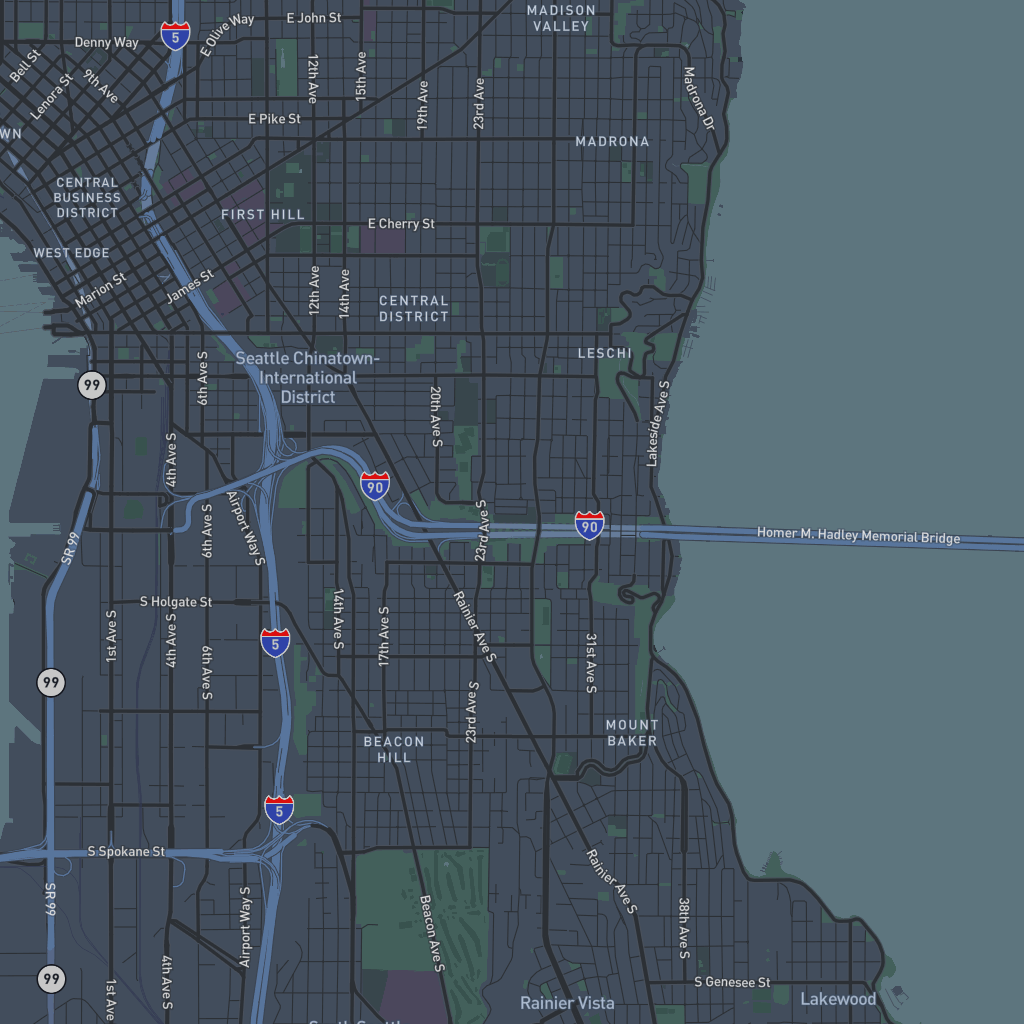 MADISON
VALLEY
E John St
E Olive Way
5
Denny Way
Bell St
Lenora St
9th Ave
12th Ave
15th Ave
19th Ave
23rd Ave
Madrona Dr
E Pike St
WN
MADRONA
CENTRAL
BUSINESS
DISTRICT
FIRST HILL
E Cherry St
WEST EDGE
Marion St
James St
12th Ave
14th Ave
CENTRAL
DISTRICT
LESCHI
Seattle Chinatown-
International
District
6th Ave S
99
20th Ave S
Lakeside Ave S
4th Ave S
90
90
Airport Way S
6th Ave S
23rd Ave S
Homer M. Hadley Memorial Bridge
SR 99
S Holgate St
1st Ave S
4th Ave S
6th Ave S
5
14th Ave S
17th Ave S
Rainier Ave S
31st Ave S
99
23rd Ave S
MOUNT
BAKER
BEACON
HILL
5
S Spokane St
SR 99
Airport Way S
Beacon Ave S
Rainier Ave S
38th Ave S
99
1st Ave
4th Ave S
S Genesee St
Lakewood
Rainier Vista